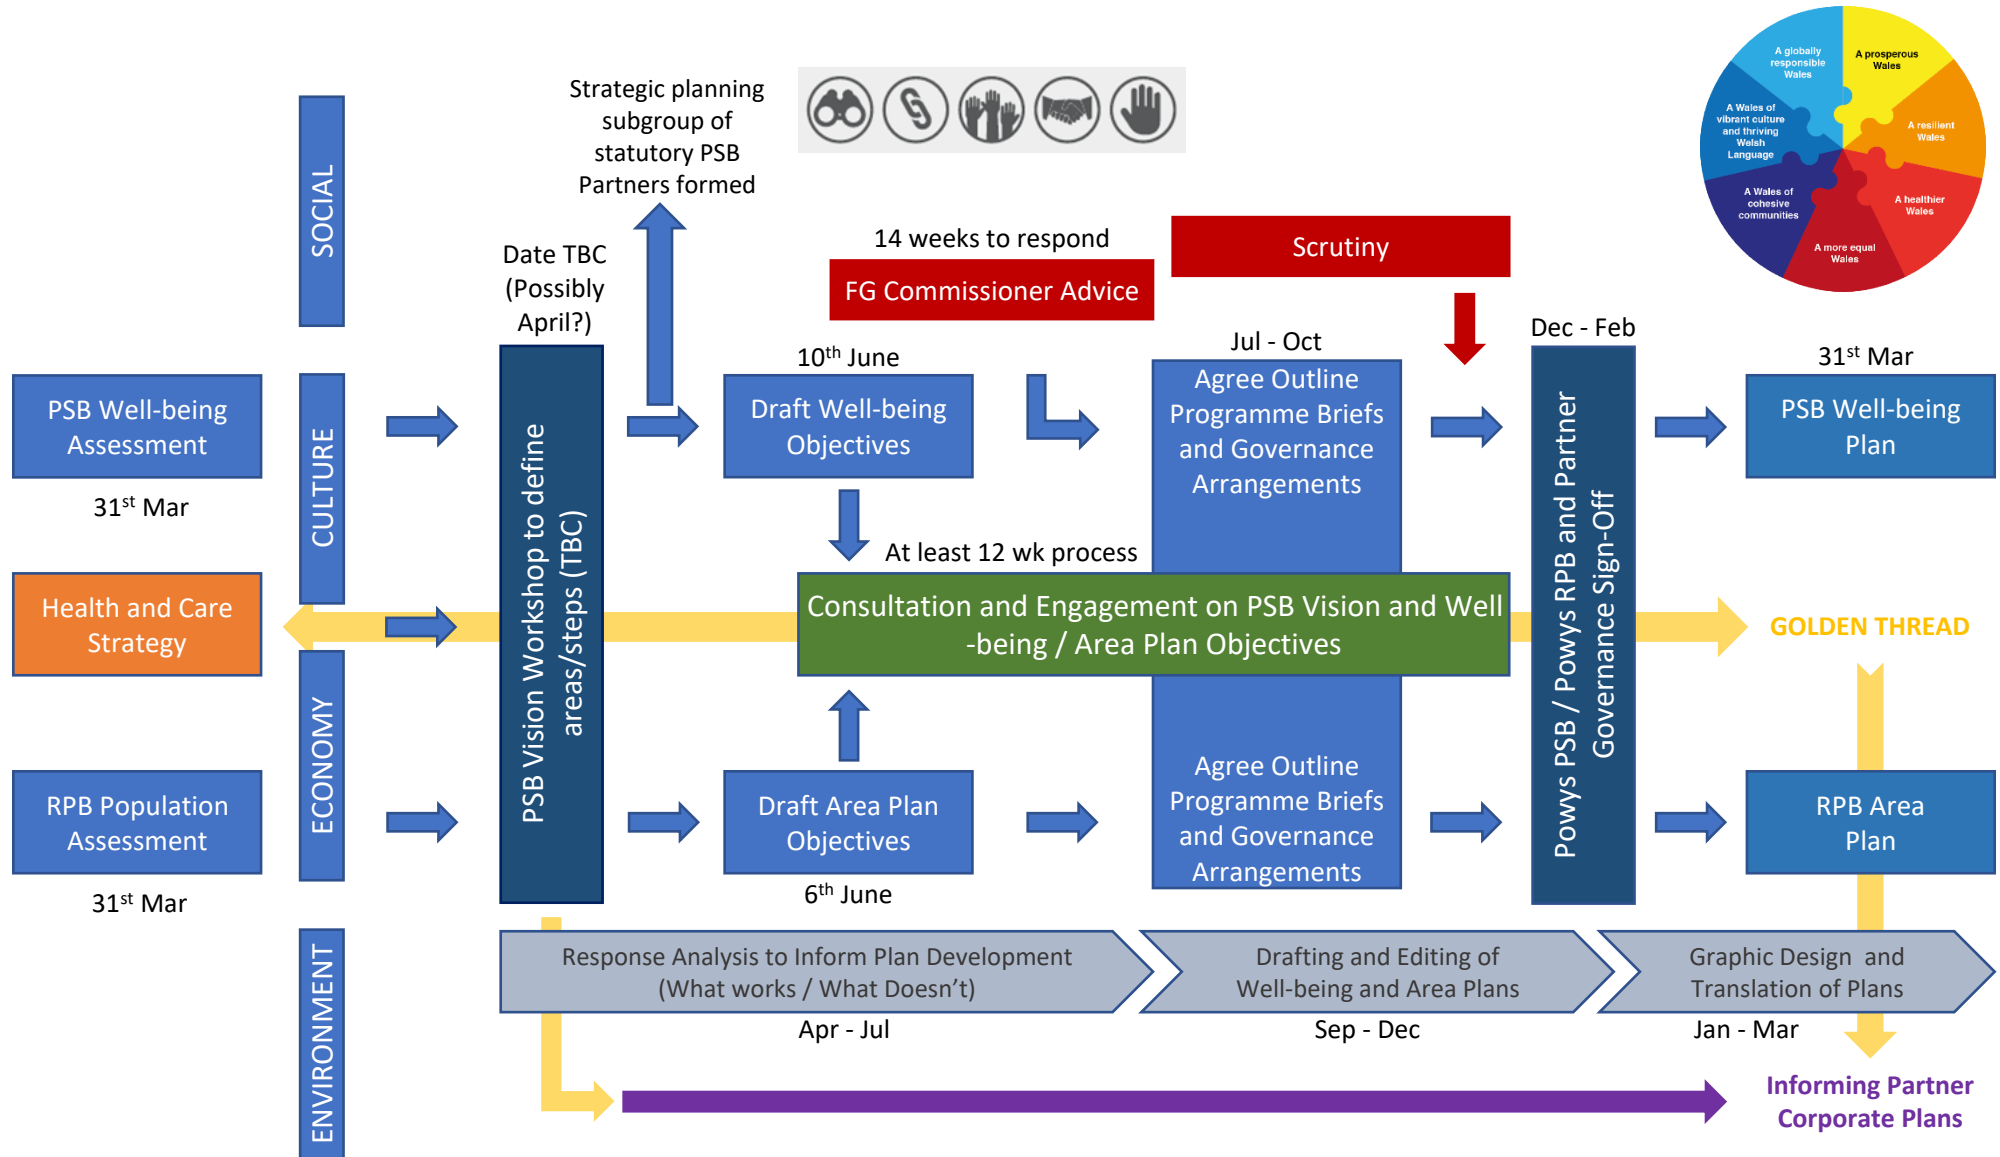 Strategic planning
subgroup of
statutory PSB
Partners formed
A globally
responsible
Wales
A prosperous
Wales
A Wales of
vibrant culture
and thriving
Welsh
Language
A resilient
Wales
A Wales of
cohesive
communities
A healthier
Wales
A more equal
Wales
SOCIAL
CULTURE
ECONOMY
ENVIRONMENT
Date TBC
(Possibly
April?)
14 weeks to respond
FG Commissioner Advice
Scrutiny
PSB Well-being
Assessment
31st Mar
Health and Care
Strategy
RPB Population
Assessment
31st Mar
PSB Vision Workshop to define
areas/steps (TBC)
10th June
Draft Well-being
Objectives
Jul - Oct
Agree Outline
Programme Briefs
and Governance
Arrangements
Dec - Feb
Powys PSB / Powys RPB and Partner
Governance Sign-Off
31st Mar
PSB Well-being
Plan
At least 12 wk process
Consultation and Engagement on PSB Vision and Well
-being / Area Plan Objectives
GOLDEN THREAD
Draft Area Plan
Objectives
6th June
Agree Outline
Programme Briefs
and Governance
Arrangements
RPB Area
Plan
Response Analysis to Inform Plan Development
(What works / What Doesn’t)
Apr - Jul
Drafting and Editing of
Well-being and Area Plans
Sep - Dec
Graphic Design and
Translation of Plans
Jan - Mar
Informing Partner
Corporate Plans